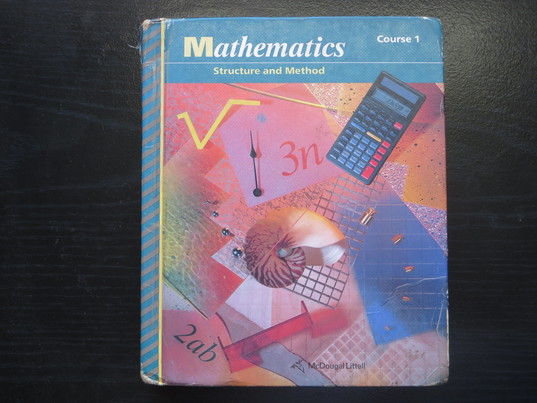 Mathematics
Course 1
Structure and Method
3n
2ab
McDougal Littell